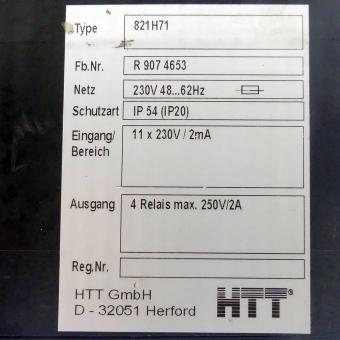 Type 821H71
Fb.Nr. R 907 4653
Netz 230V 48...62Hz
Schutzart IP 54 (IP20)
Eingang/ 11 x 230V / 2mA
Bereich
Ausgang 4 Relais max. 250V/2A
Reg.Nr.
HTT GmbH
D - 32051 Herford
HTT®